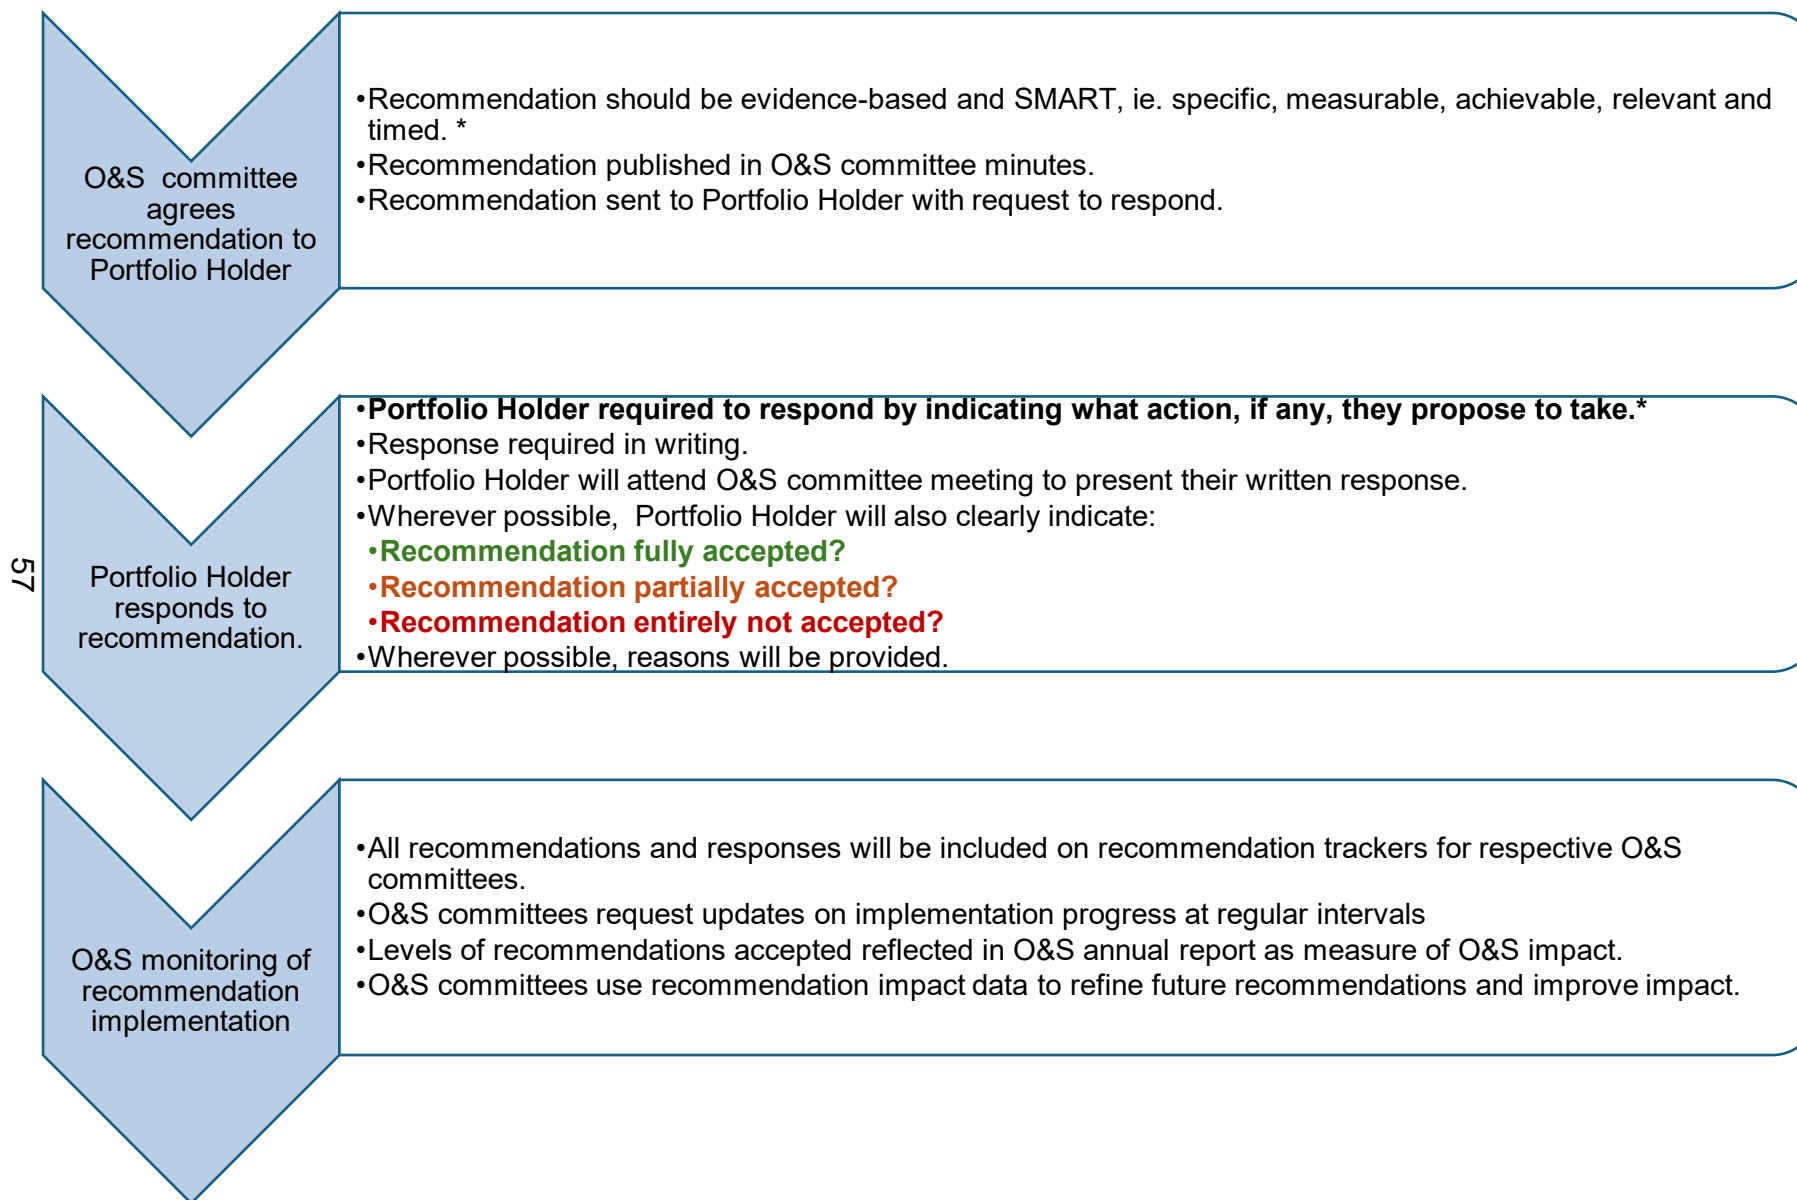 O&S committee
agrees
recommendation to
Portfolio Holder
•Recommendation should be evidence-based and SMART, ie. specific, measurable, achievable, relevant and
timed. *
•Recommendation published in O&S committee minutes.
•Recommendation sent to Portfolio Holder with request to respond.
57
Portfolio Holder
responds to
recommendation.
•Portfolio Holder required to respond by indicating what action, if any, they propose to take.*
•Response required in writing.
•Portfolio Holder will attend O&S committee meeting to present their written response.
•Wherever possible, Portfolio Holder will also clearly indicate:
•Recommendation fully accepted?
•Recommendation partially accepted?
•Recommendation entirely not accepted?
•Wherever possible, reasons will be provided.
O&S monitoring of
recommendation
implementation
•All recommendations and responses will be included on recommendation trackers for respective O&S
committees.
•O&S committees request updates on implementation progress at regular intervals
•Levels of recommendations accepted reflected in O&S annual report as measure of O&S impact.
•O&S committees use recommendation impact data to refine future recommendations and improve impact.